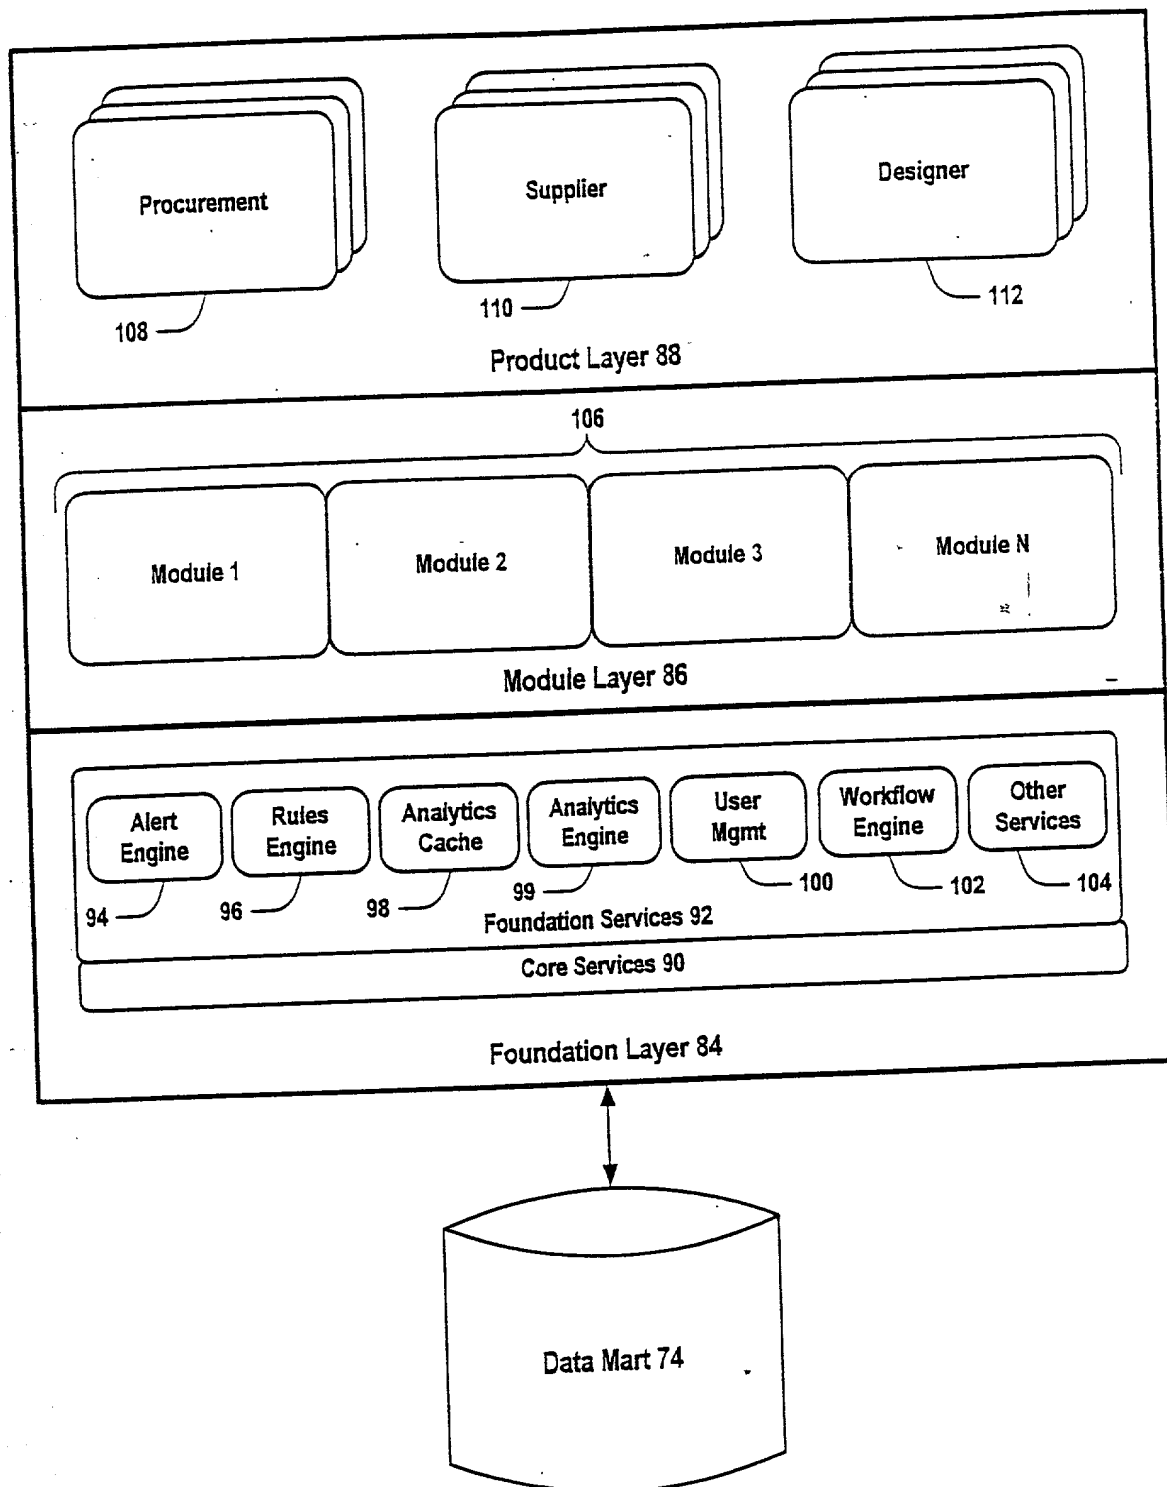 Procurement
Supplier
Designer
108
110
112
Product Layer 88
106
Module 1
Module 2
Module 3
Module N
Module Layer 86
Alert
Engine
Rules
Engine
Analytics
Cache
Analytics
Engine
User
Mgmt
Workflow
Engine
Other
Services
94
96
98
99
100
102
104
Foundation Services 92
Core Services 90
Foundation Layer 84
Data Mart 74